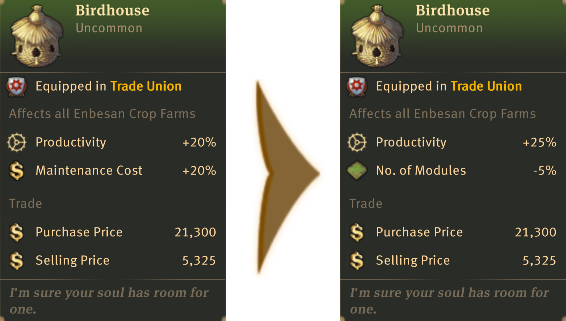 Birdhouse
Uncommon
Equipped in Trade Union
Affects all Enbesan Crop Farms
Productivity +20%
Maintenance Cost +20%
Trade
Purchase Price 21,300
Selling Price 5,325
I'm sure your soul has room for
one.
Birdhouse
Uncommon
Equipped in Trade Union
Affects all Enbesan Crop Farms
Productivity +25%
No. of Modules -5%
Trade
Purchase Price 21,300
Selling Price 5,325
I'm sure your soul has room for
one.